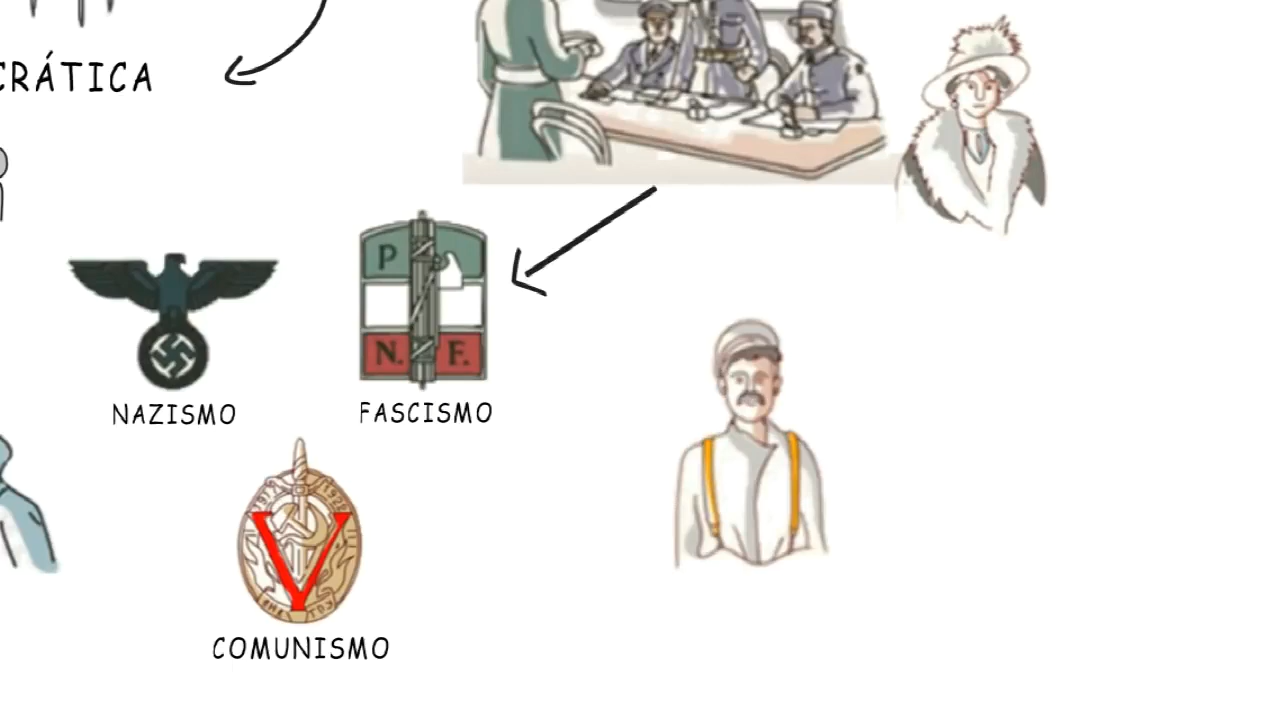 CRÁTICA
P
N. F.
NAZISMO
FASCISMO
V
COMUNISMO